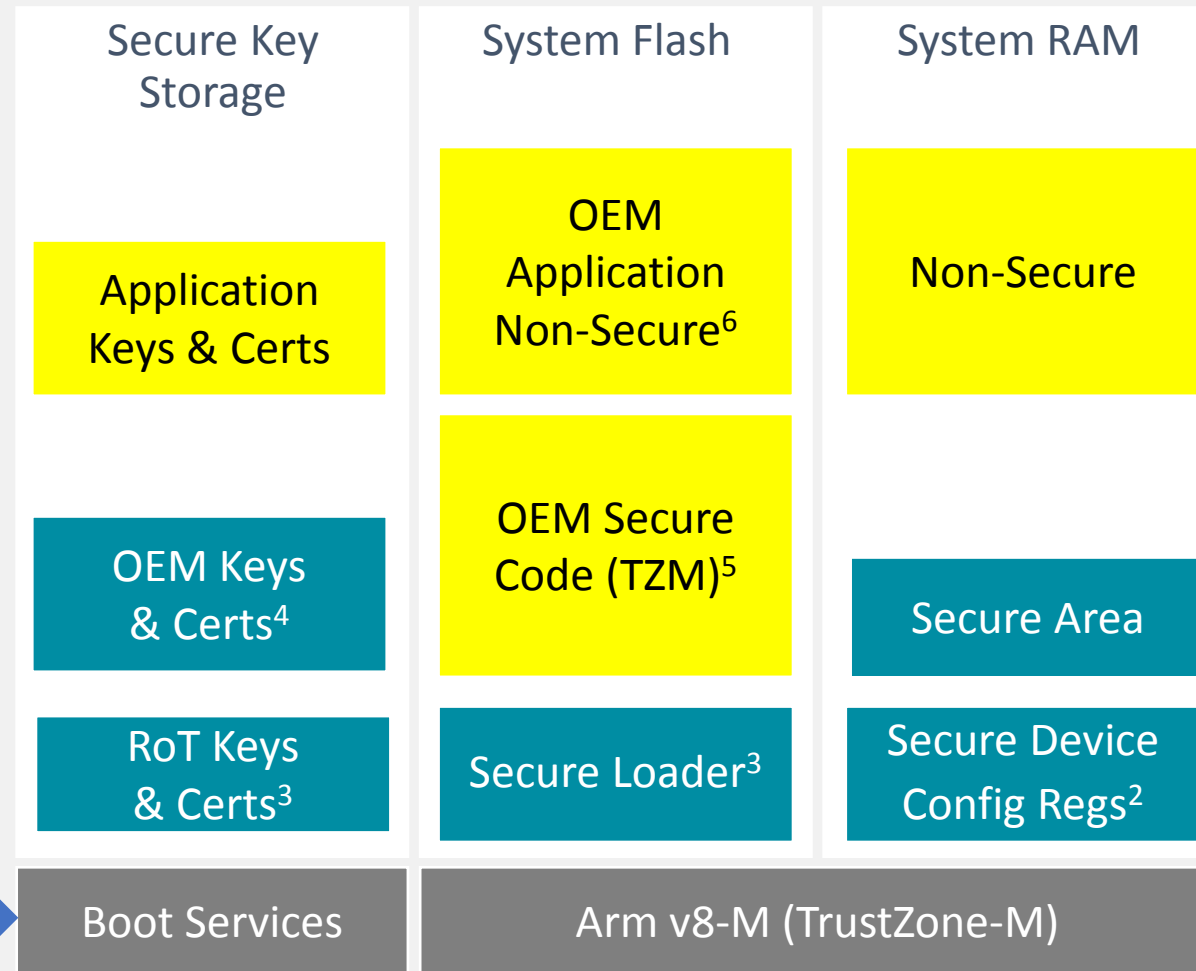 Secure Key
Storage
Application
Keys & Certs
OEM Keys
& Certs⁴
RoT Keys
& Certs³
System Flash
OEM
Application
Non-Secure⁶
OEM Secure
Code (TZM)⁵
Secure Loader³
System RAM
Non-Secure
Secure Area
Secure Device
Config Regs²
Boot Services
Arm v8-M (TrustZone-M)